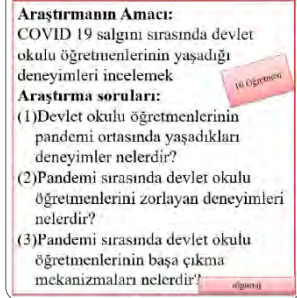 Araştırmanın Amacı:
COVID 19 salgını sırasında devlet
okulu öğretmenlerinin yaşadığı
deneyimleri incelemek
10 Öğretmen
Araştırma soruları:
(1)Devlet okulu öğretmenlerinin
pandemi ortasında yaşadıkları
deneyimler nelerdir?
(2)Pandemi sırasında devlet okulu
öğretmenlerini zorlayan deneyimleri
nelerdir?
(3)Pandemi sırasında devlet okulu
öğretmenlerinin başa çıkma
mekanizmaları nelerdir?